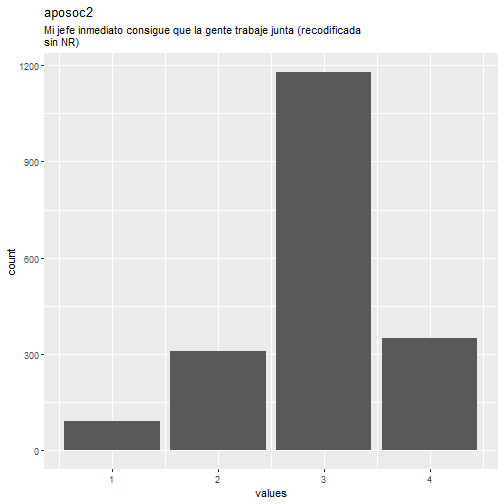 aposoc2
Mi jefe inmediato consigue que la gente trabaje junta (recodificada
sin NR)
1200
900
600
300
0
count
1 2 3 4
values